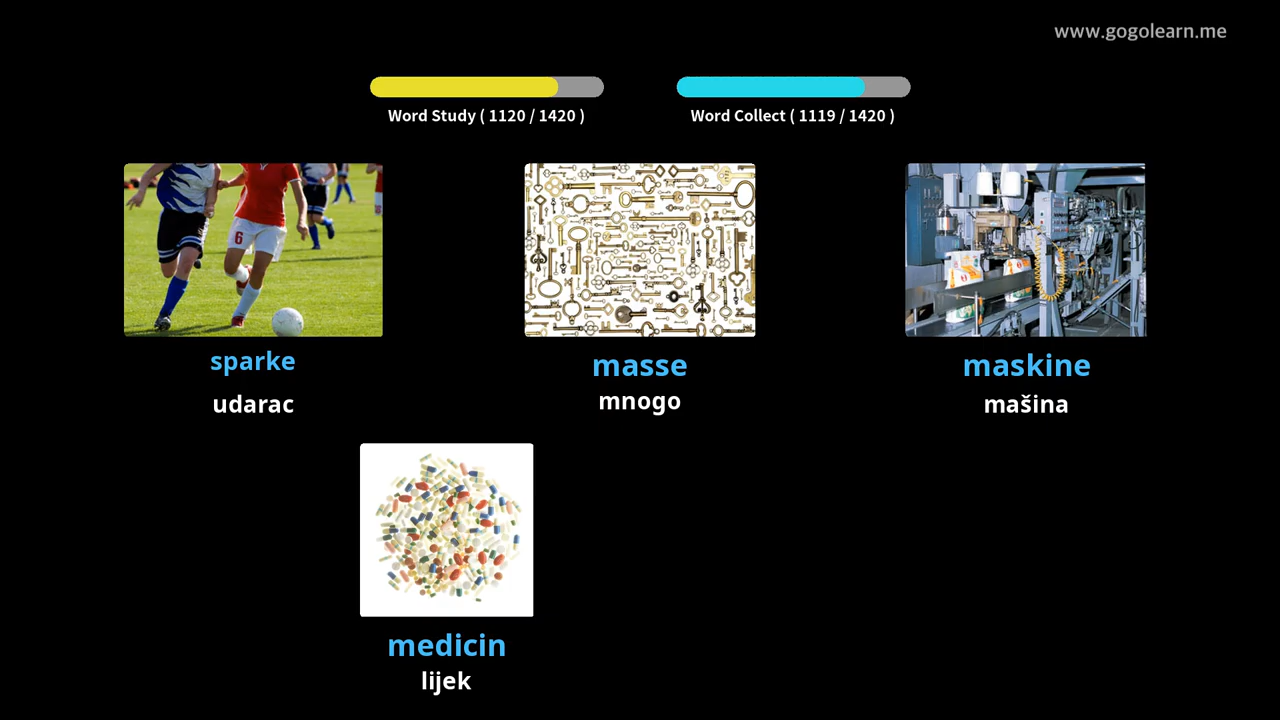 www.gogolearn.me
Word Study ( 1120 / 1420 )
Word Collect ( 1119 / 1420 )
sparke
udarac
masse
mnogo
maskine
mašina
medicin
lijek